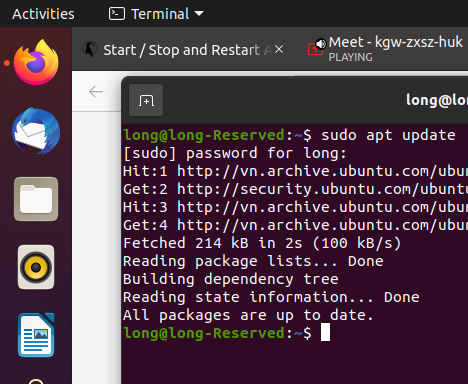 Activities
Terminal
Start / Stop and Restart A
Meet - kgw-zxsz-huk
PLAYING
long@lon
long@long-Reserved:~$ sudo apt update
[sudo] password for long:
Hit:1 http://vn.archive.ubuntu.com/ubun
Get:2 http://security.ubuntu.com/ubuntu
Hit:3 http://vn.archive.ubuntu.com/ubun
Get:4 http://vn.archive.ubuntu.com/ubun
Fetched 214 kB in 2s (100 kB/s)
Reading package lists... Done
Building dependency tree
Reading state information... Done
All packages are up to date.
long@long-Reserved:~$